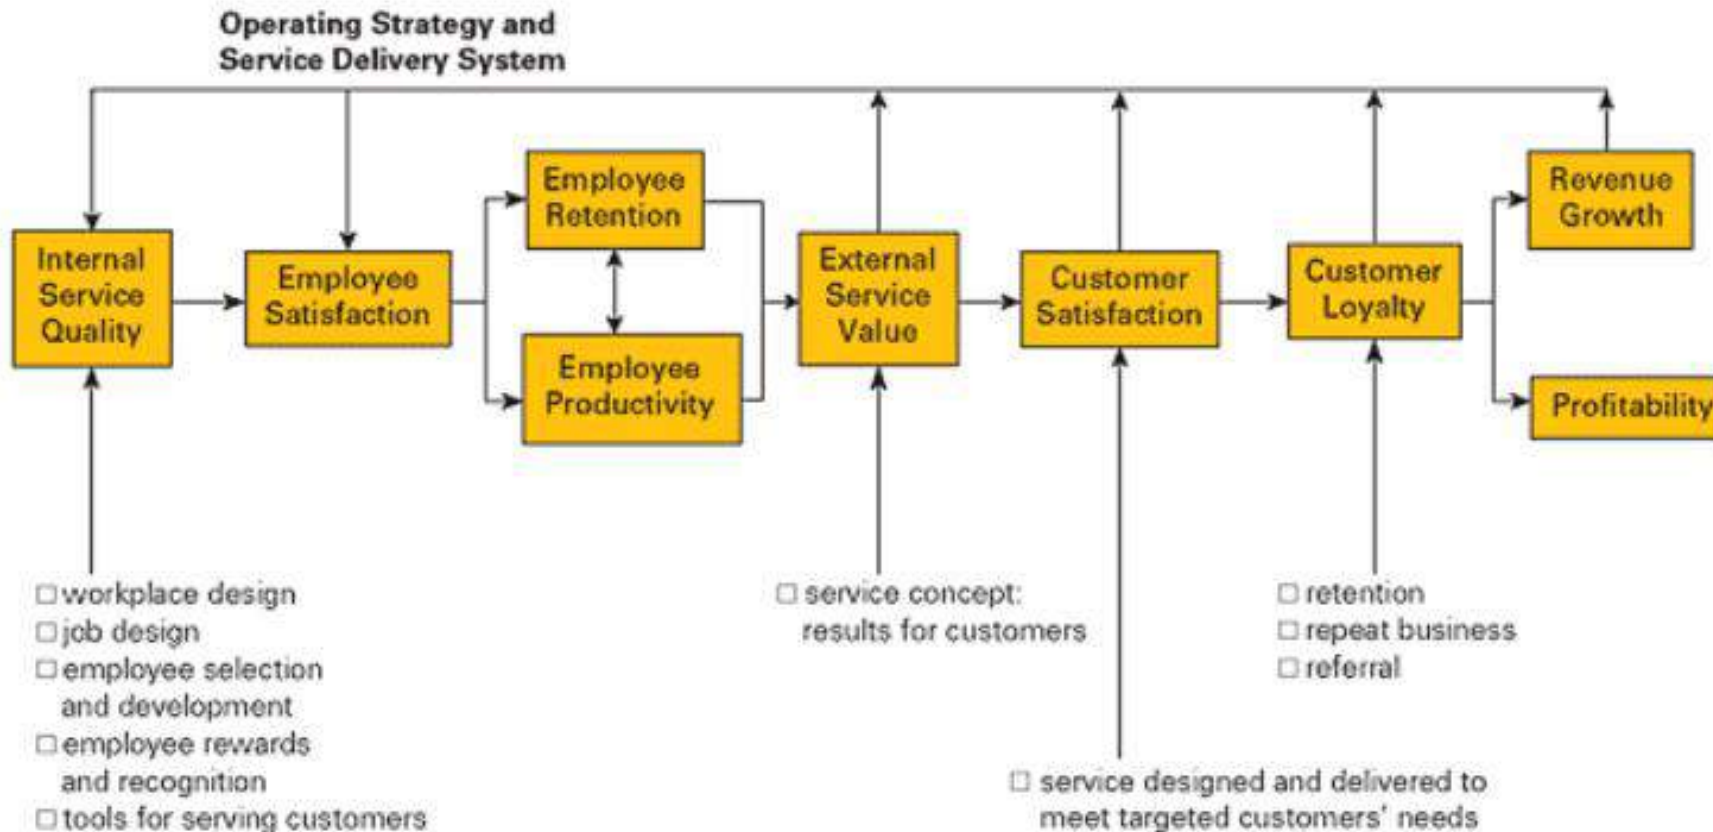 Operating Strategy and
Service Delivery System
Internal
Service
Quality
Employee
Satisfaction
Employee
Retention
Employee
Productivity
External
Service
Value
Customer
Satisfaction
Customer
Loyalty
Revenue
Growth
Profitability
□ workplace design
□ job design
□ employee selection
and development
□ employee rewards
and recognition
□ tools for serving customers
□ service concept:
results for customers
□ service designed and delivered to
meet targeted customers' needs
□ retention
□ repeat business
□ referral